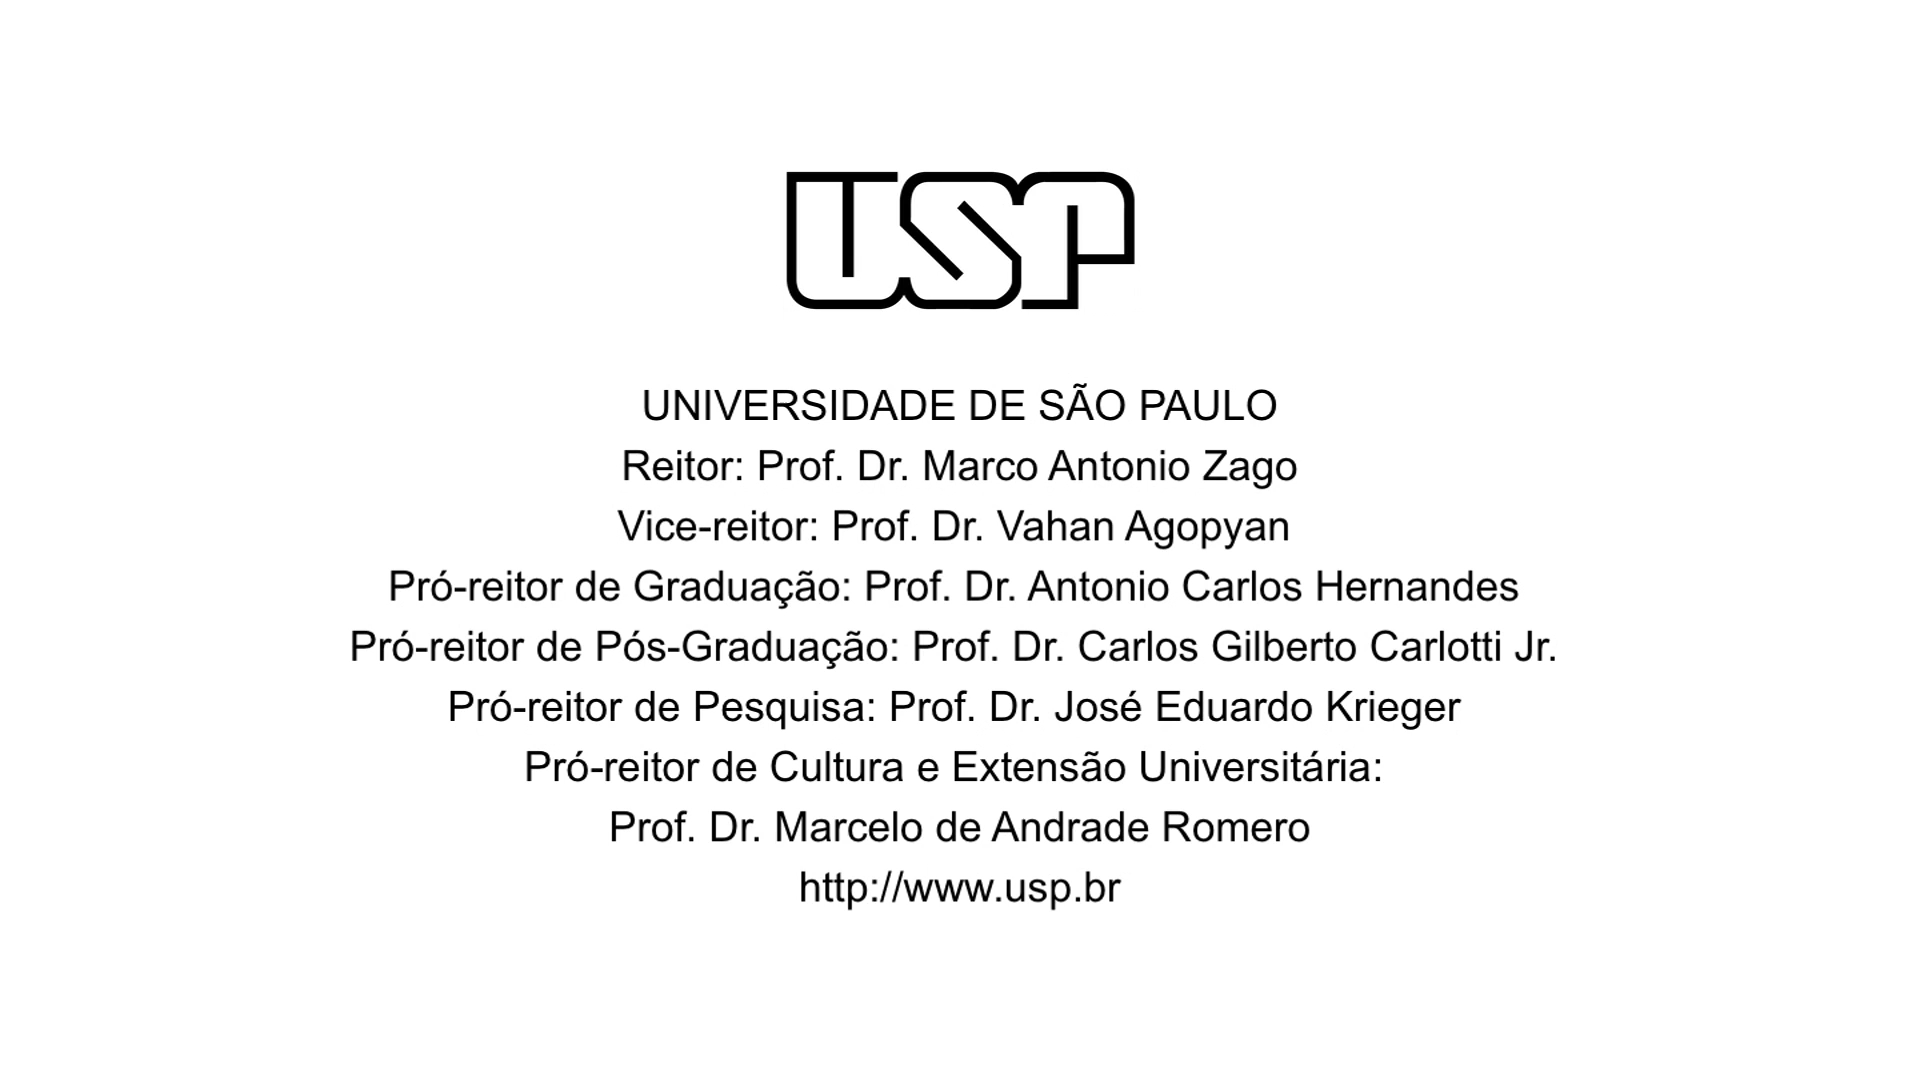 USP
UNIVERSIDADE DE SÃO PAULO
Reitor: Prof. Dr. Marco Antonio Zago
Vice-reitor: Prof. Dr. Vahan Agopyan
Pró-reitor de Graduação: Prof. Dr. Antonio Carlos Hernandes
Pró-reitor de Pós-Graduação: Prof. Dr. Carlos Gilberto Carlotti Jr.
Pró-reitor de Pesquisa: Prof. Dr. José Eduardo Krieger
Pró-reitor de Cultura e Extensão Universitária:
Prof. Dr. Marcelo de Andrade Romero
http://www.usp.br